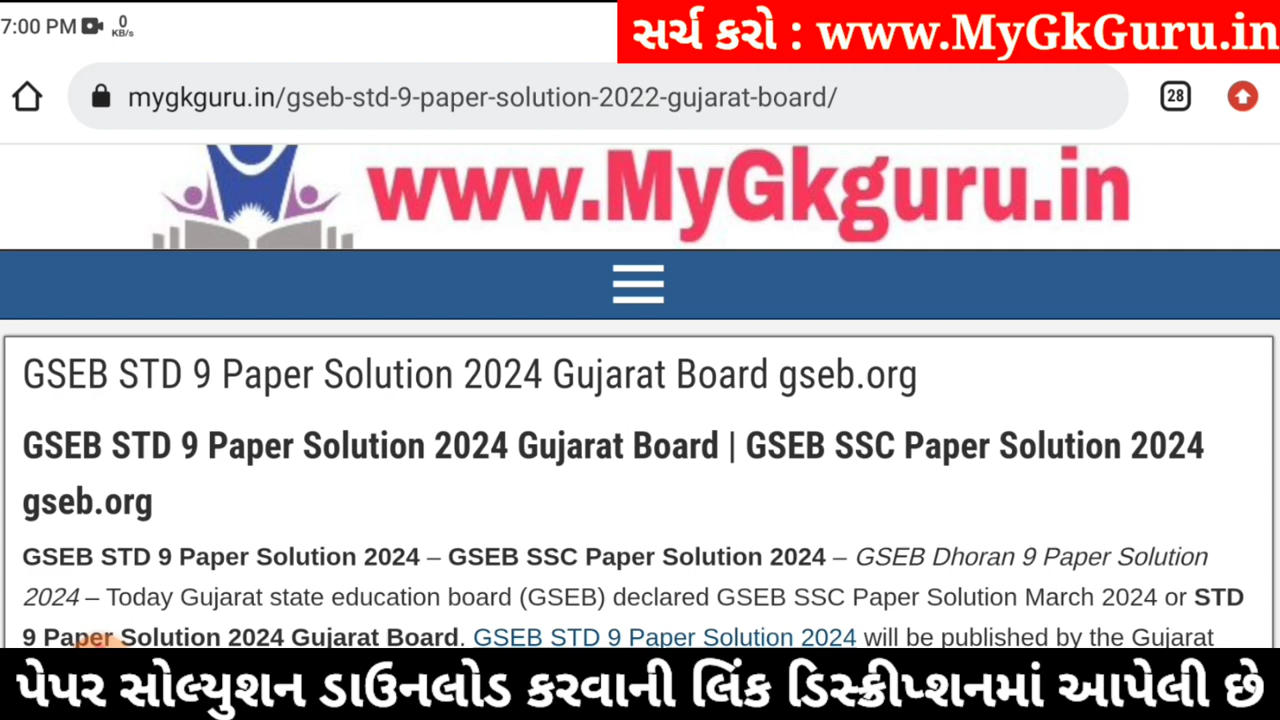 7:00 PM 0 KB/s
સર્ચ કરો : www.MyGkGuru.in
mygkguru.in/gseb-std-9-paper-solution-2022-gujarat-board/
28
www.MyGkguru.in
GSEB STD 9 Paper Solution 2024 Gujarat Board gseb.org
GSEB STD 9 Paper Solution 2024 Gujarat Board | GSEB SSC Paper Solution 2024
gseb.org
GSEB STD 9 Paper Solution 2024 – GSEB SSC Paper Solution 2024 – GSEB Dhoran 9 Paper Solution
2024 – Today Gujarat state education board (GSEB) declared GSEB SSC Paper Solution March 2024 or STD
9 Paper Solution 2024 Gujarat Board. GSEB STD 9 Paper Solution 2024 will be published by the Gujarat
પેપર સોલ્યુશન ડાઉનલોડ કરવાની લિંક ડિસ્ક્રીપ્શનમાં આપેલી છે